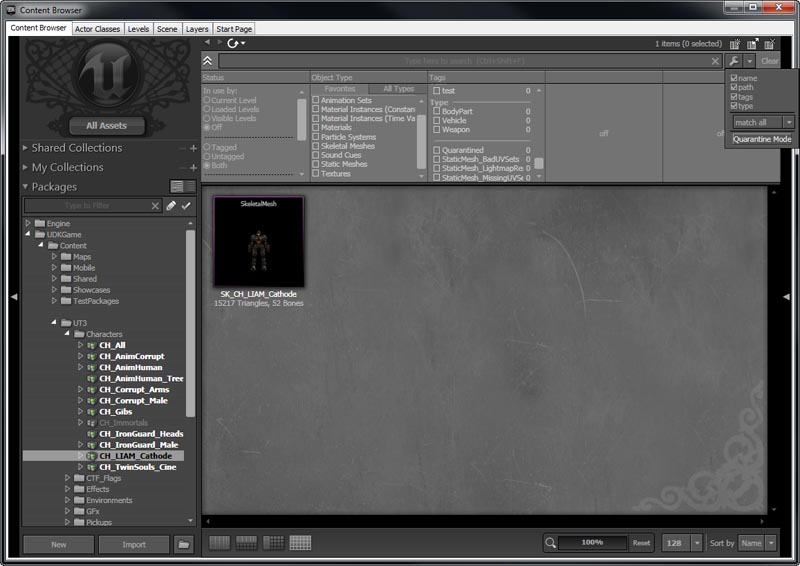 Content Browser
Content Browser Actor Classes Levels Scene Layers Start Page
1 items (0 selected)
Type here to search (Ctrl+Shift+F)
Clear
All Assets
Shared Collections
My Collections
Packages
Type to Filter
Engine
UDKGame
Content
Maps
Mobile
Shared
Showcases
TestPackages
UT3
Characters
CH_All
CH_AnimCorrupt
CH_AnimHuman
CH_AnimHuman_Tree
CH_Corrupt_Arms
CH_Corrupt_Male
CH_Gibs
CH_Immortals
CH_IronGuard_Heads
CH_IronGuard_Male
CH_LIAM_Cathode
CH_TwinSouls_Cine
CTF_Flags
Effects
Environments
GFx
Pickups
New Import
Status
In use by:
Current Level
Loaded Levels
Visible Levels
Off
Tagged
Untagged
Both
Object Type
Favorites All Types
Animation Sets
Material Instances (Constan
Material Instances (Time Va
Materials
Particle Systems
Skeletal Meshes
Sound Cues
Static Meshes
Textures
Tags
test 0
Type
BodyPart 0
Vehicle 0
Weapon 0
Quarantined 0
StaticMesh_BadUVSets 0
StaticMesh_LightmapRes 0
StaticMesh_MissingUVSe 0
off
off
name
path
tags
type
match all
Quarantine Mode
SkeletalMesh
SK_CH_LIAM_Cathode
15217 Triangles, 52 Bones
100% Reset 128 Sort by Name